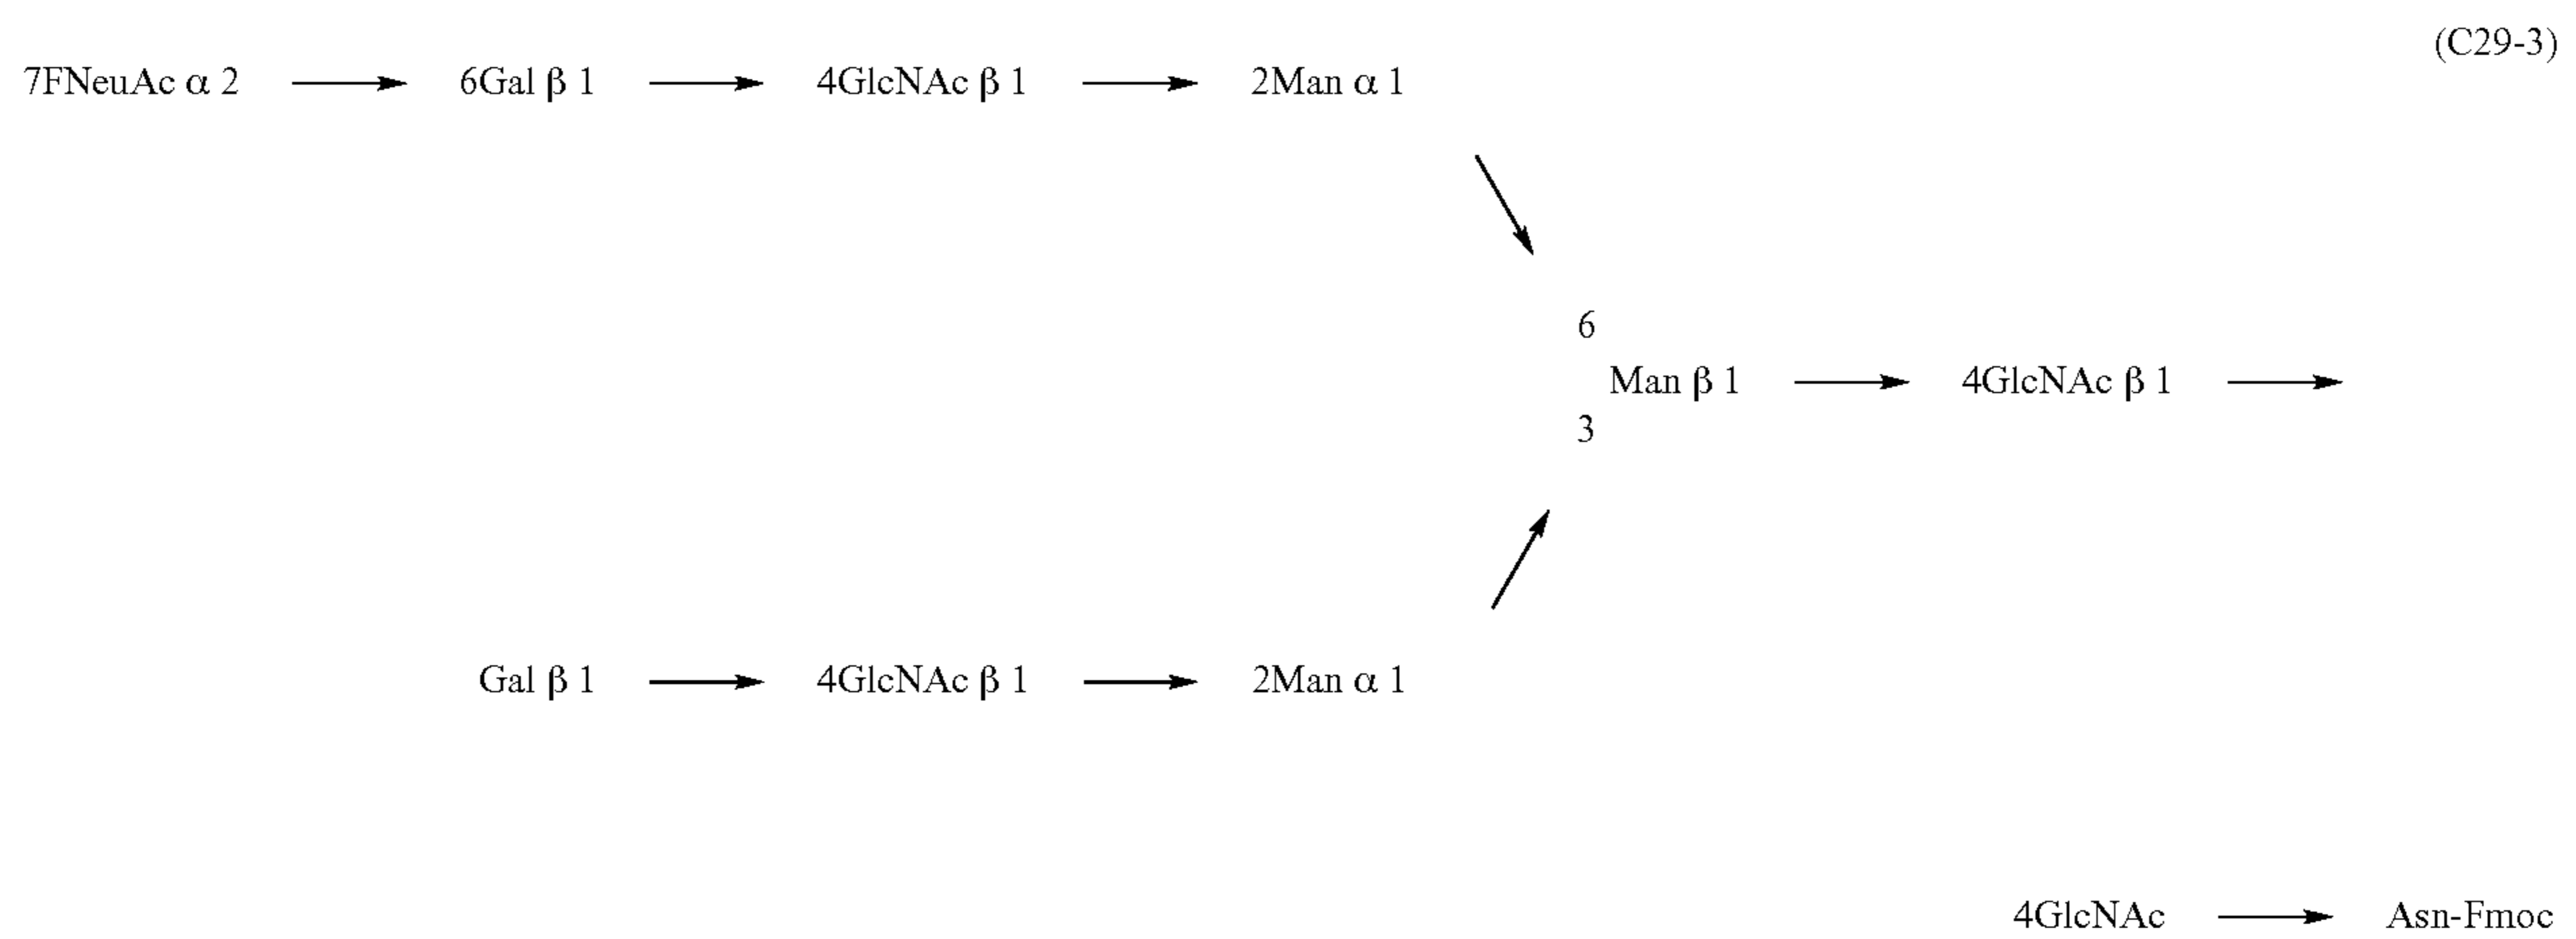 (C29-3)
7FNeuAc α 2 → 6Gal β 1 → 4GlcNAc β 1 → 2Man α 1
6
Man β 1 → 4GlcNAc β 1 →
3
Gal β 1 → 4GlcNAc β 1 → 2Man α 1
4GlcNAc → Asn-Fmoc